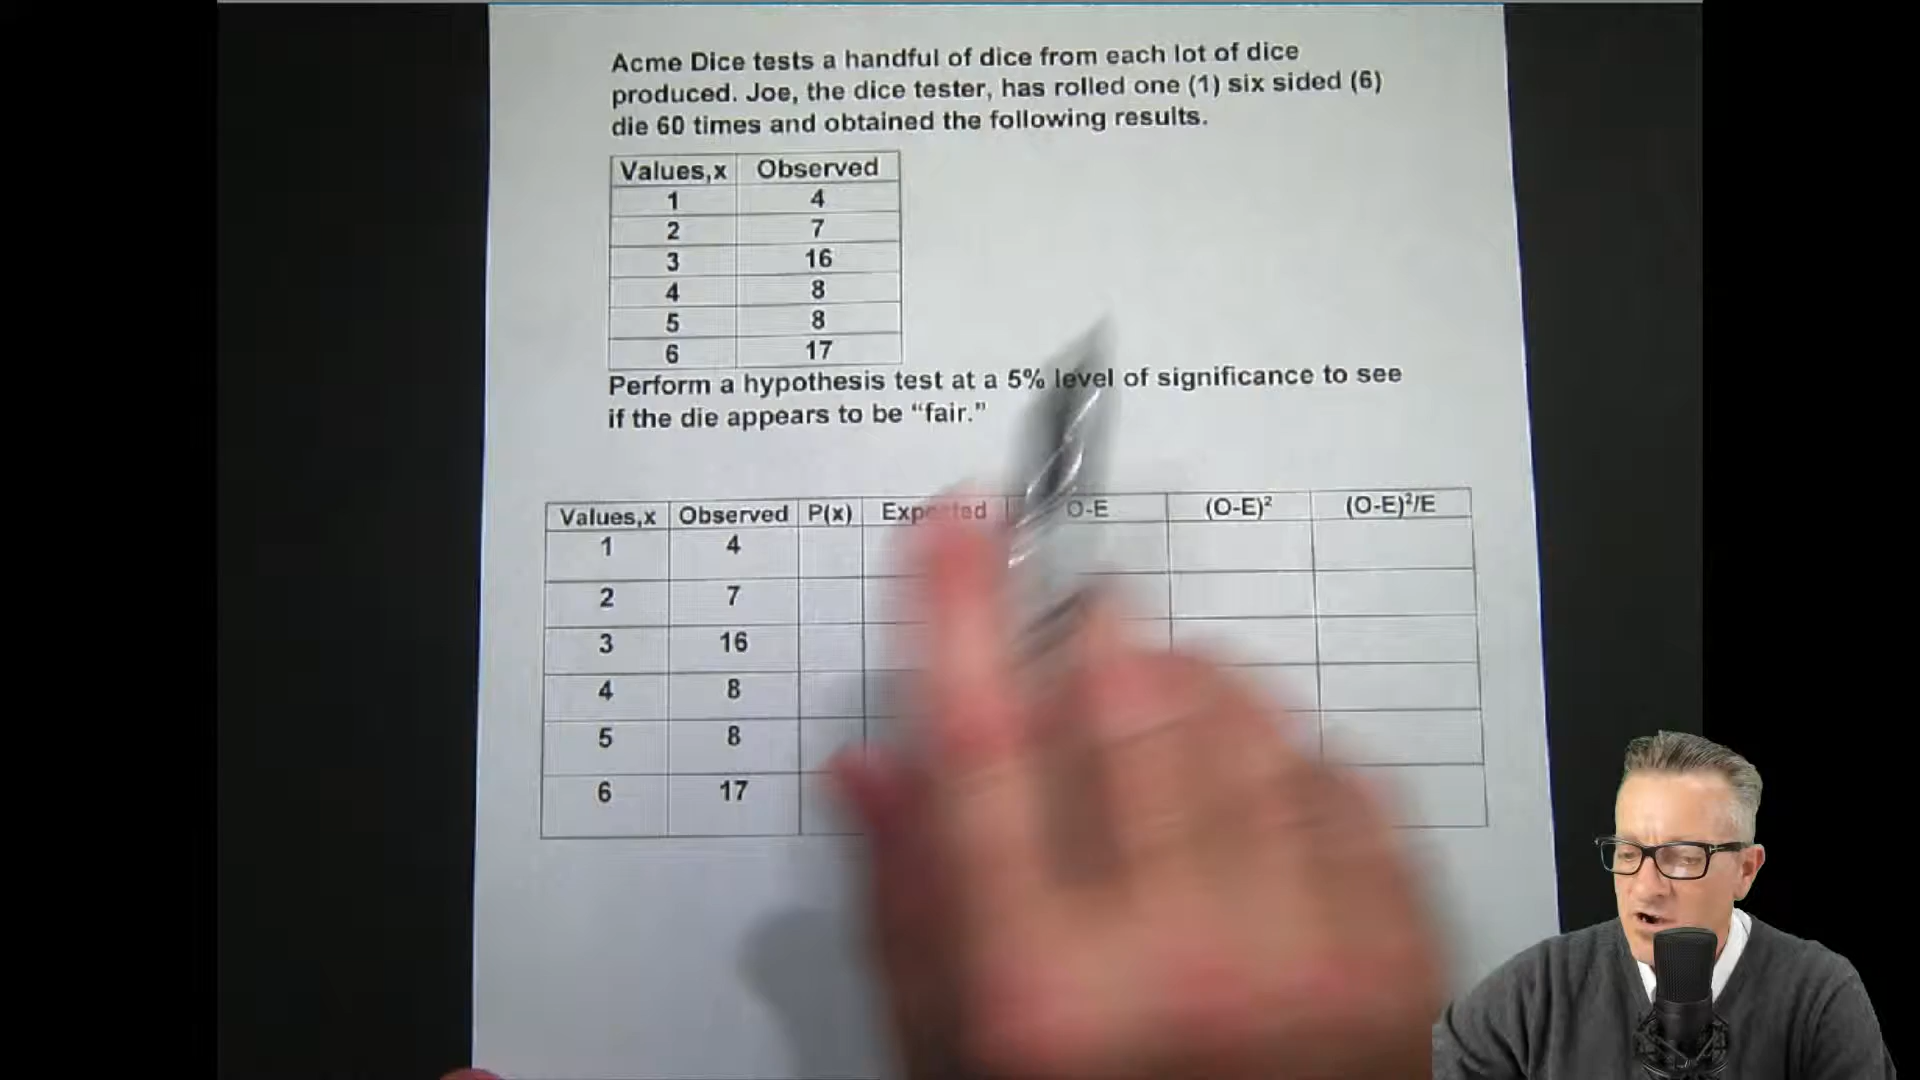 Acme Dice tests a handful of dice from each lot of dice
produced. Joe, the dice tester, has rolled one (1) six sided (6)
die 60 times and obtained the following results.
Values,x Observed
1 4
2 7
3 16
4 8
5 8
6 17
Perform a hypothesis test at a 5% level of significance to see
if the die appears to be “fair.”
Values,x Observed P(x) Expected O-E (O-E)² (O-E)²/E
1 4
2 7
3 16
4 8
5 8
6 17